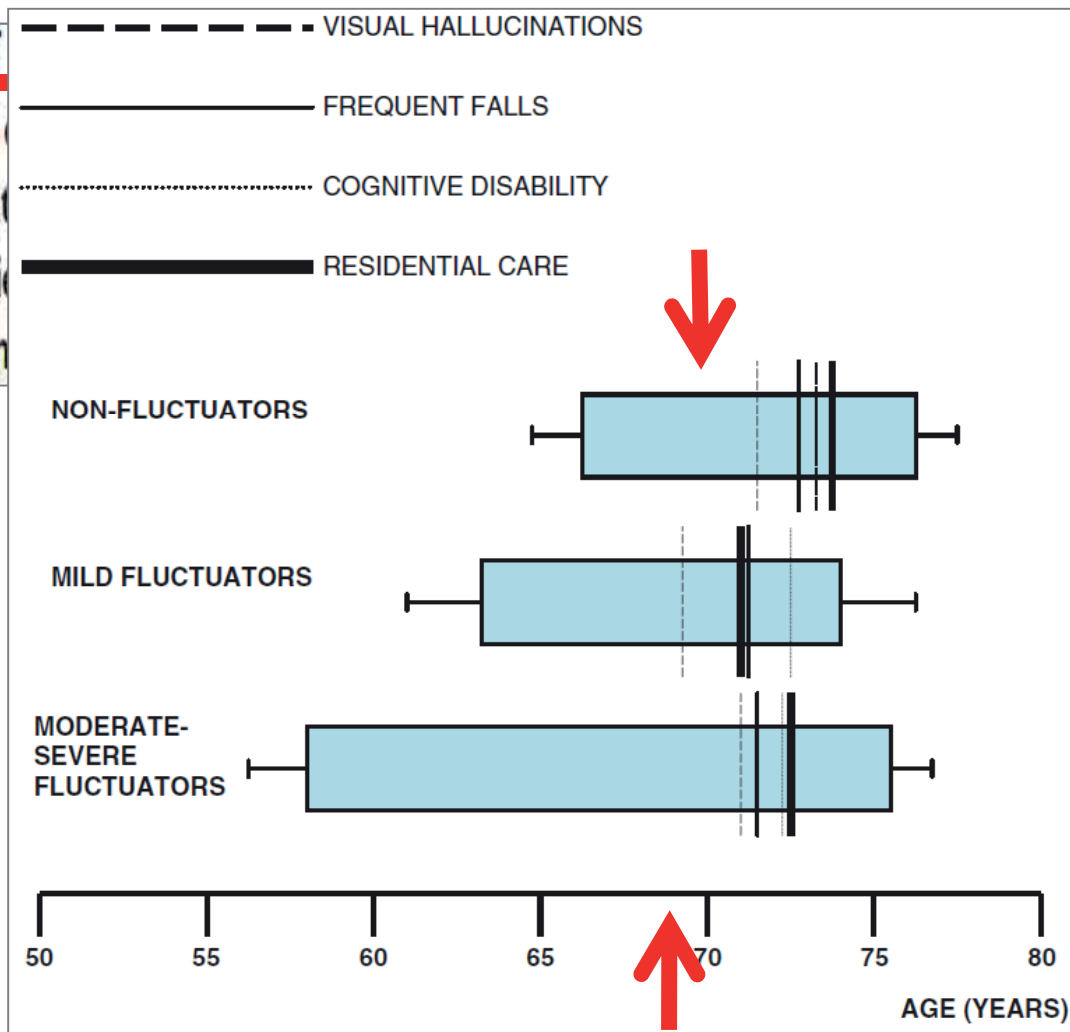 VISUAL HALLUCINATIONS
FREQUENT FALLS
COGNITIVE DISABILITY
RESIDENTIAL CARE
NON-FLUCTUATORS
MILD FLUCTUATORS
MODERATE-
SEVERE
FLUCTUATORS
50 55 60 65 70 75 80
AGE (YEARS)